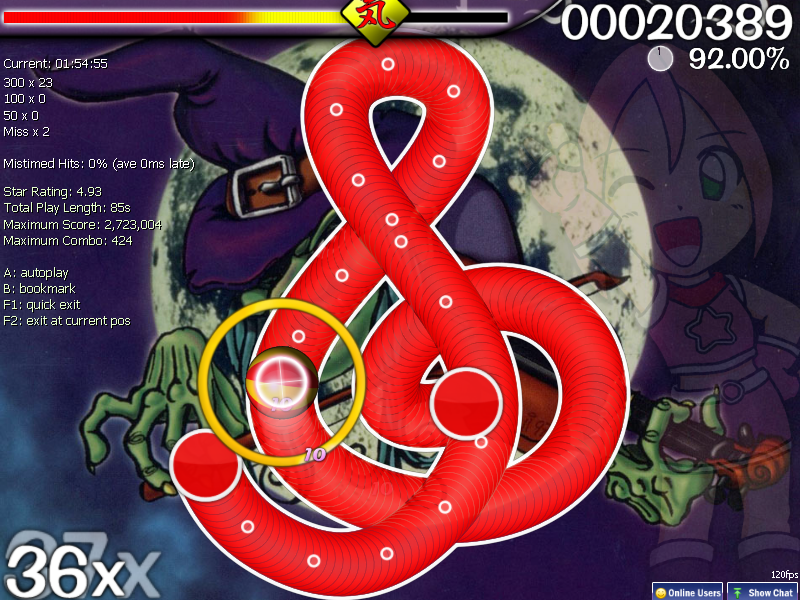 気
00020389
Current: 01:54:55
1
92.00%
300 x 23
100 x 0
50 x 0
Miss x 2
Mistimed Hits: 0% (ave 0ms late)
Star Rating: 4.93
Total Play Length: 85s
Maximum Score: 2,723,004
Maximum Combo: 424
A: autoplay
B: bookmark
F1: quick exit
F2: exit at current pos
10
36x
120fps
Online Users
Show Chat